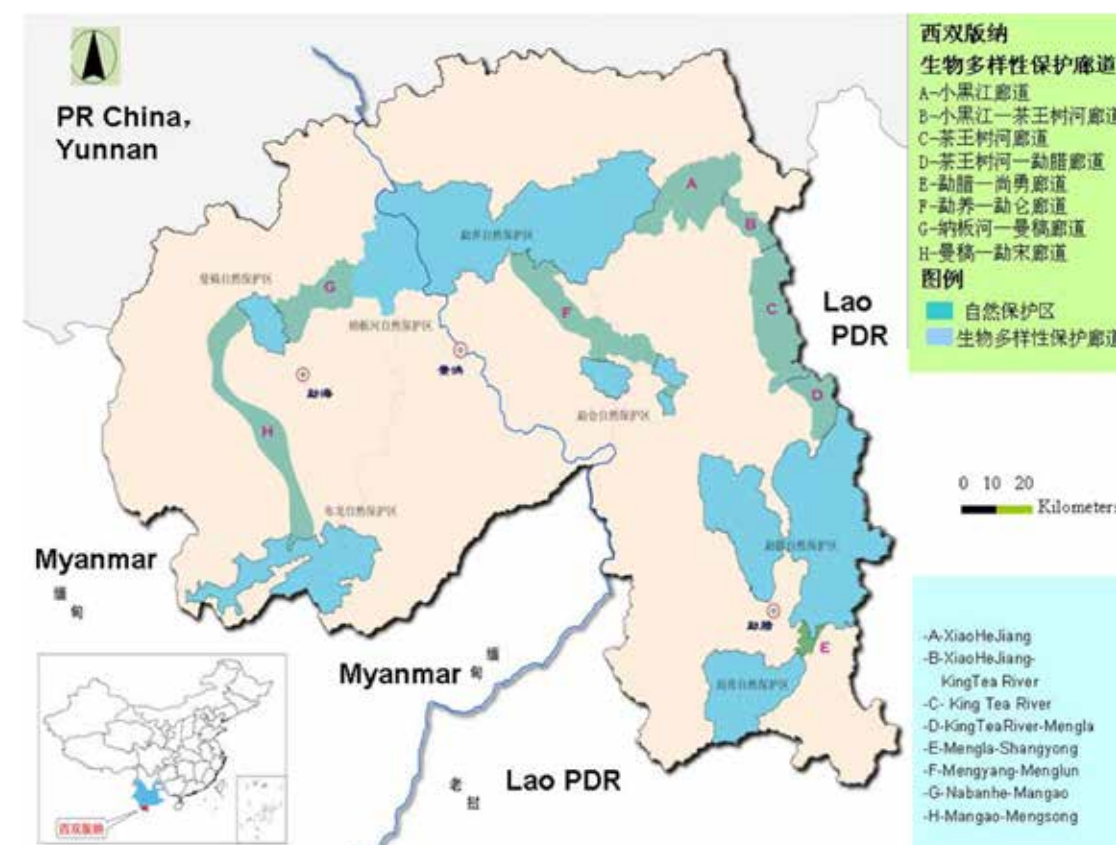 PR China,
Yunnan
西双版纳
生物多样性保护廊道
A-小黑江廊道
B-小黑江一茶王树河廊道
C-茶王树河廊道
D-茶王树河一勐腊廊道
E-勐腊一尚勇廊道
F-勐养一勐仑廊道
G-纳板河一曼稿廊道
H-曼稿一勐宋廊道
图例
自然保护区
生物多样性保护廊道
A
B
勐养自然保护区
曼稿自然保护区
G
F
C
Lao
PDR
纳板河自然保护区
景洪
勐海
D
勐仑自然保护区
H
0 10 20
Kilometers
布龙自然保护区
勐腊自然保护区
Myanmar
缅甸
勐腊
E
Myanmar
缅甸
尚勇自然保护区
Lao PDR
老挝
西双版纳
-A-XiaoHeJiang
-B-XiaoHeJiang-
KingTea River
-C- King Tea River
-D-KingTeaRiver-Mengla
-E-Mengla-Shangyong
-F-Mengyang-Menglun
-G-Nabanhe-Mangao
-H-Mangao-Mengsong